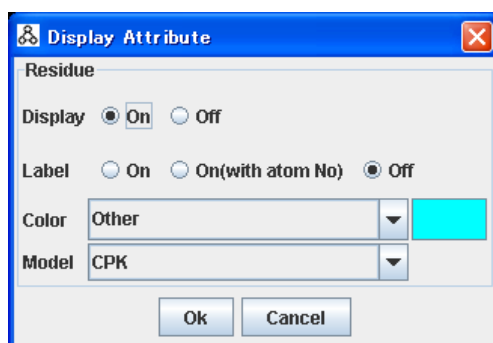 Display Attribute
Residue
Display On Off
Label On On(with atom No) Off
Color Other
Model CPK
Ok Cancel